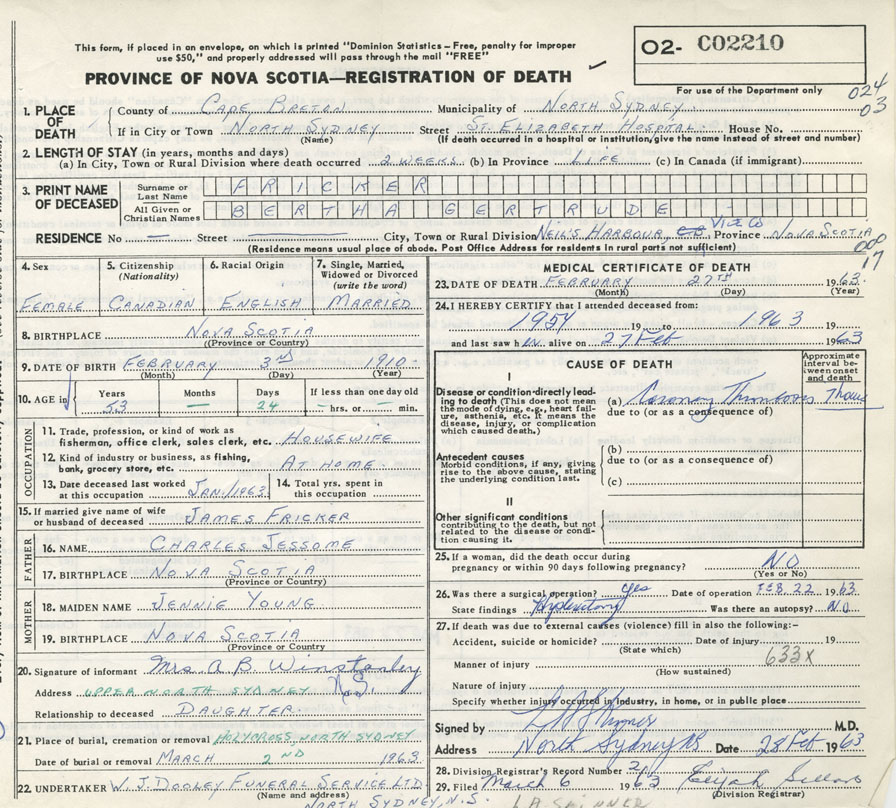 This form, if placed in an envelope, on which is printed "Dominion Statistics – Free, penalty for improper
use $50," and properly addressed will pass through the mail "FREE"
PROVINCE OF NOVA SCOTIA—REGISTRATION OF DEATH
O2- C02210
For use of the Department only
024
03
1. PLACE OF DEATH
County of CAPE BRETON Municipality of NORTH SYDNEY
If in City or Town NORTH SYDNEY Street ST. ELIZABETH HOSPITAL House No.
(Name) (If death occurred in a hospital or institution, give the name instead of street and number)
2. LENGTH OF STAY (in years, months and days)
(a) In City, Town or Rural Division where death occurred 2 WEEKS (b) In Province LIFE (c) In Canada (if immigrant)
3. PRINT NAME OF DECEASED
Surname or Last Name FRICKER
All Given or Christian Names BERTHA GERTRUDE
RESIDENCE No — Street — City, Town or Rural Division NEIL'S HARBOUR, Vic Co Province NOVA SCOTIA
(Residence means usual place of abode. Post Office Address for residents in rural parts not sufficient)
000
17
4. Sex FEMALE
5. Citizenship (Nationality) CANADIAN
6. Racial Origin ENGLISH
7. Single, Married, Widowed or Divorced (write the word) MARRIED
8. BIRTHPLACE NOVA SCOTIA
(Province or Country)
9. DATE OF BIRTH FEBRUARY 3rd 1910
(Month) (Day) (Year)
10. AGE in Years 53 Months — Days 24 If less than one day old – hrs. or – min.
OCCUPATION
11. Trade, profession, or kind of work as
fisherman, office clerk, sales clerk, etc. HOUSEWIFE
12. Kind of industry or business, as fishing,
bank, grocery store, etc. AT HOME
13. Date deceased last worked
at this occupation JAN./1963
14. Total yrs. spent in
this occupation
15. If married give name of wife
or husband of deceased JAMES FRICKER
FATHER
16. NAME CHARLES JESSOME
17. BIRTHPLACE NOVA SCOTIA
(Province or Country)
MOTHER
18. MAIDEN NAME JENNIE YOUNG
19. BIRTHPLACE NOVA SCOTIA
(Province or Country
20. Signature of informant Mrs A B. Winstanley
Address UPPER NORTH SYDNEY N.S.
Relationship to deceased DAUGHTER
21. Place of burial, cremation or removal HOLYCROSS NORTH SYDNEY
Date of burial or removal MARCH 2ND 1963
22. UNDERTAKER W. J. DOOLEY FUNERAL SERVICE LTD
(Name and address)
NORTH SYDNEY, N.S.
MEDICAL CERTIFICATE OF DEATH
23. DATE OF DEATH FEBRUARY 27TH 1963
(Month) (Day) (Year)
24. I HEREBY CERTIFY that I attended deceased from:
1954 19 to 1963 19
and last saw her alive on 27 Feb 1963
CAUSE OF DEATH
Approximate interval between onset and death
I
Disease or condition directly leading to death (This does not mean the mode of dying, e.g., heart failure, asthenia, etc. It means the disease, injury, or complication which caused death.)
(a) Coronary Thrombosis
due to (or as a consequence of)
Antecedent causes
Morbid conditions, if any, giving rise to the above cause, stating the underlying condition last.
(b)
due to (or as a consequence of)
(c)
II
Other significant conditions
contributing to the death, but not related to the disease or condition causing it.
25. If a woman, did the death occur during
pregnancy or within 90 days following pregnancy? NO
(Yes or No)
26. Was there a surgical operation? yes Date of operation FEB. 22 1963
State findings Was there an autopsy? NO
27. If death was due to external causes (violence) fill in also the following:–
Accident, suicide or homicide? Date of injury 19
(State which)
633X
Manner of injury
(How sustained)
Nature of injury
Specify whether injury occurred in industry, in home, or in public place
Signed by M.D.
Address North Sydney NS Date 28 Feb 1963
28. Division Registrar's Record Number
29. Filed March 6 1963 Elijah
(Division Registrar)
L.A. SKINNER